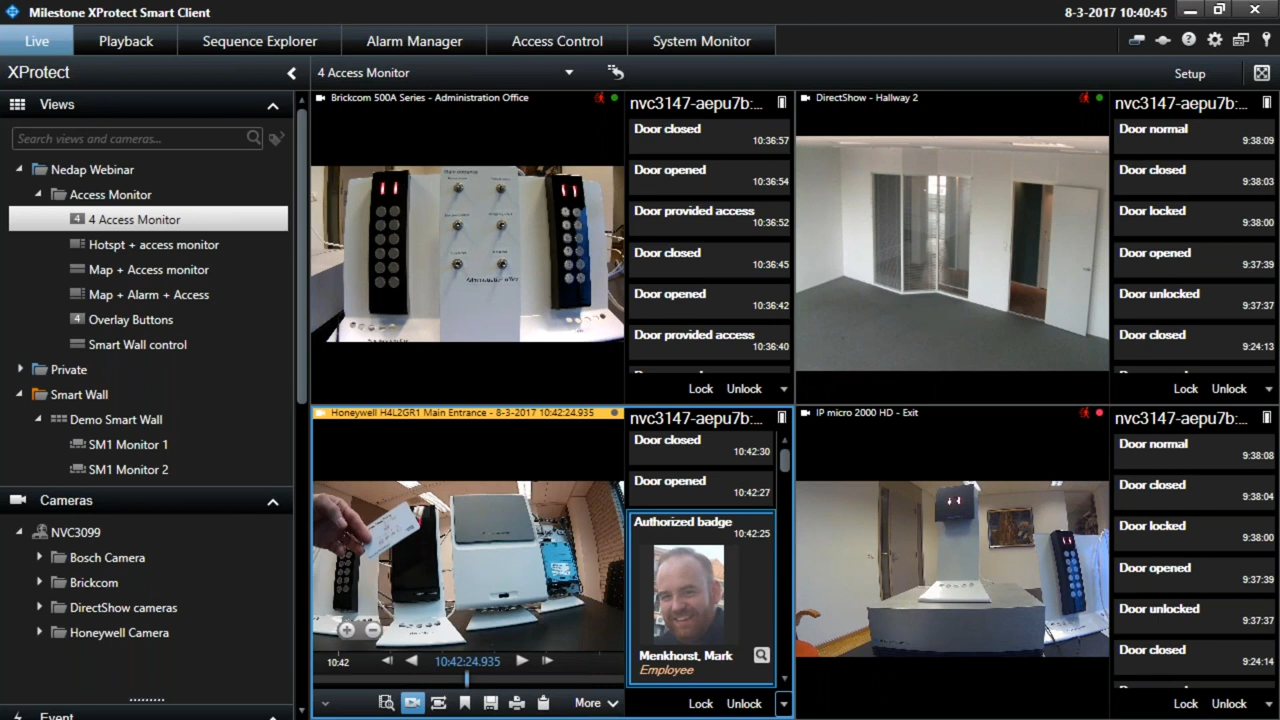 Milestone XProtect Smart Client
8-3-2017 10:40:45
Live
Playback
Sequence Explorer
Alarm Manager
Access Control
System Monitor
XProtect
4 Access Monitor
Setup
Views
Search views and cameras...
Nedap Webinar
Access Monitor
4 4 Access Monitor
Hotspt + access monitor
Map + Access monitor
Map + Alarm + Access
4 Overlay Buttons
Smart Wall control
Private
Smart Wall
Demo Smart Wall
SM1 Monitor 1
SM1 Monitor 2
Cameras
NVC3099
Bosch Camera
Brickcom
DirectShow cameras
Honeywell Camera
Event
Brickcom 500A Series - Administration Office
Main entrance
Administration office
nvc3147-aepu7b:...
Door closed
10:36:57
Door opened
10:36:54
Door provided access
10:36:52
Door closed
10:36:45
Door opened
10:36:42
Door provided access
10:36:40
Lock Unlock
DirectShow - Hallway 2
nvc3147-aepu7b:...
Door normal
9:38:09
Door closed
9:38:03
Door locked
9:38:00
Door opened
9:37:39
Door unlocked
9:37:37
Door closed
9:24:13
Lock Unlock
Honeywell H4L2GR1 Main Entrance - 8-3-2017 10:42:24.935
10:42
10:42:24.935
More
nvc3147-aepu7b:...
Door closed
10:42:30
Door opened
10:42:27
Authorized badge
10:42:25
Menkhorst, Mark
Employee
Lock Unlock
IP micro 2000 HD - Exit
nvc3147-aepu7b:...
Door normal
9:38:08
Door closed
9:38:04
Door locked
9:38:00
Door opened
9:37:39
Door unlocked
9:37:37
Door closed
9:24:14
Lock Unlock